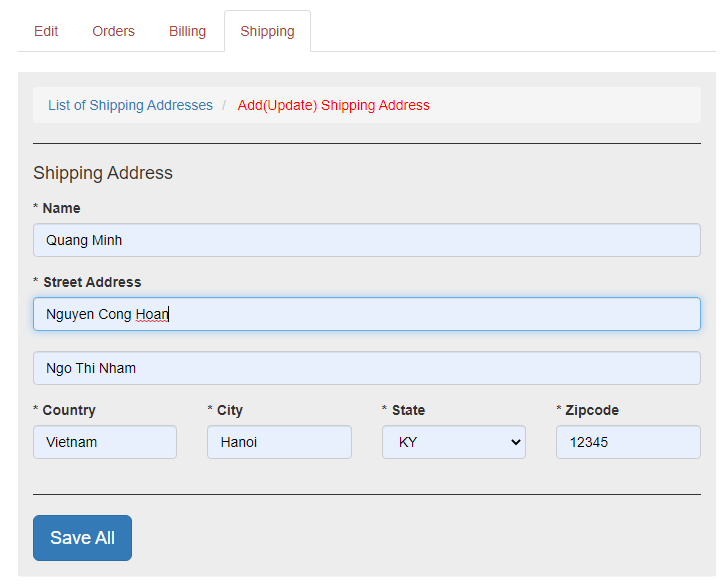 Edit Orders Billing Shipping
List of Shipping Addresses / Add(Update) Shipping Address
Shipping Address
* Name
Quang Minh
* Street Address
Nguyen Cong Hoan
Ngo Thi Nham
* Country * City * State * Zipcode
Vietnam Hanoi KY 12345
Save All